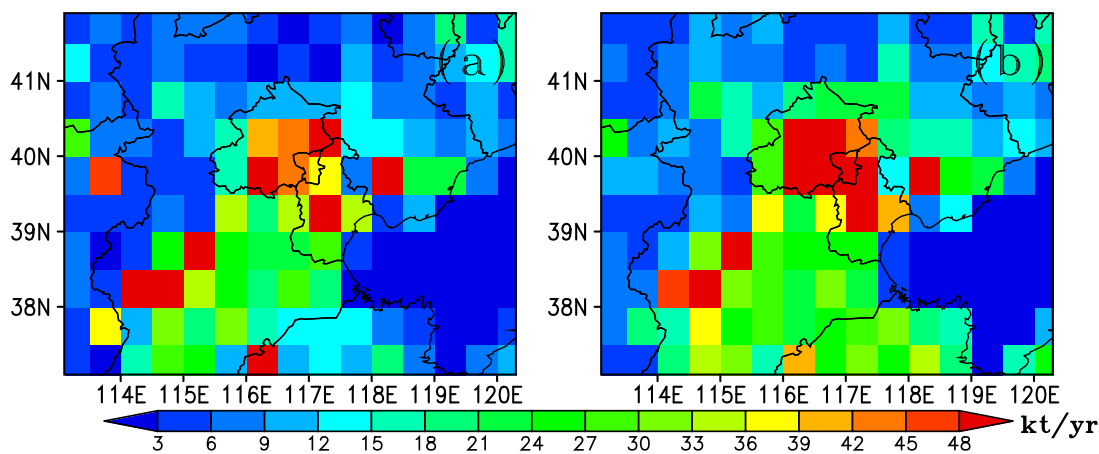 (a)
(b)
41N
40N
39N
38N
114E 115E 116E 117E 118E 119E 120E
114E 115E 116E 117E 118E 119E 120E
41N
40N
39N
38N
3 6 9 12 15 18 21 24 27 30 33 36 39 42 45 48
kt/yr